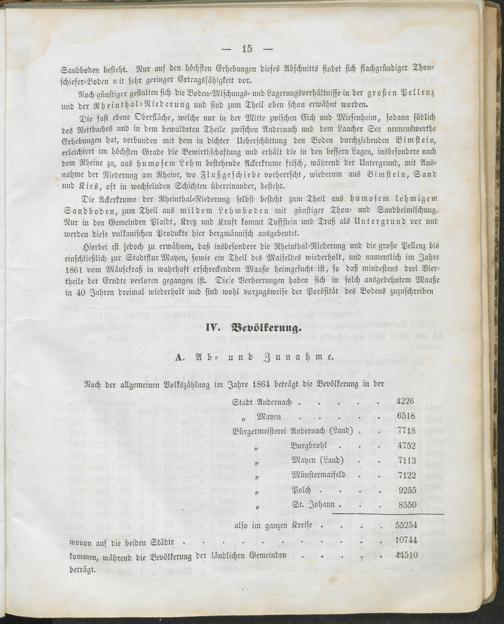 — 15 —
Sandboden besteht. Nur auf den höchsten Erhebungen dieses Abschnitts findet sich flachgründiger Thon-
schiefer-Boden mit sehr geringer Ertragsfähigkeit vor.
Noch günstiger gestalten sich die Boden-Mischungs- und Lagerungsverhältnisse in der großen Pellenz
und der Rheinthal-Niederung und sind zum Theil oben schon erwähnt worden.
Die fast ebene Oberfläche, welche nur in der Mitte zwischen Eich und Miesenheim, sodann südlich
des Nettbaches und in dem bewaldeten Theile zwischen Andernach und dem Laacher See nennenswerthe
Erhebungen hat, verbunden mit dem in dichter Ueberschüttung den Boden durchziehenden Bimstein,
erleichtert im höchsten Grade die Bewirthschaftung und erhält die in den bessern Lagen, insbesondere nach
dem Rheine zu, aus humosem Lehm bestehende Ackerkrume frisch, während der Untergrund, mit Aus-
nahme der Niederung am Rheine, wo Flußgeschiebe vorherrscht, wiederum aus Bimstein, Sand
und Kies, oft in wechselnden Schichten übereinander, besteht.
Die Ackerkrume der Rheinthal-Niederung selbst besteht zum Theil aus humosem lehmigem
Sandboden, zum Theil aus mildem Lehmboden mit günstiger Thon- und Sandbeimischung.
Nur in den Gemeinden Plaidt, Kretz und Kruft kommt Tuffstein und Traß als Untergrund vor und
werden diese vulkanischen Produkte hier bergmännisch ausgebeutet.
Hierbei ist jedoch zu erwähnen, daß insbesondere die Rheinthal-Niederung und die große Pellenz bis
einschließlich zur Stadtflur Mayen, sowie ein Theil des Maifeldes wiederholt, und namentlich im Jahre
1861 vom Mäusefraß in wahrhaft erschreckendem Maaße heimgesucht ist, so daß mindestens drei Vier-
theile der Erndte verloren gegangen ist. Diese Verheerungen haben sich in solch ausgedehntem Maaße
in 40 Jahren dreimal wiederholt und sind wohl vorzugsweise der Porösität des Bodens zuzuschreiben
IV. Bevölkerung.
A. Ab- und Zunahme.
Nach der allgemeinen Volkszählung im Jahre 1864 beträgt die Bevölkerung in der
Stadt Andernach . . . . . 4226
„ Mayen . . . . . 6518
Bürgermeisterei Andernach (Land) . . 7718
„ Burgbrohl . . . 4752
„ Mayen (Land) . . 7113
„ Münstermaifeld . . 7122
„ Polch . . . . 9255
„ St. Johann . . . 8550
also im ganzen Kreise . . . . 55254
wovon auf die beiden Städte . . . . . . . . . . . 10744
kommen, während die Bevölkerung der ländlichen Gemeinden . . . . . 44510
beträgt.